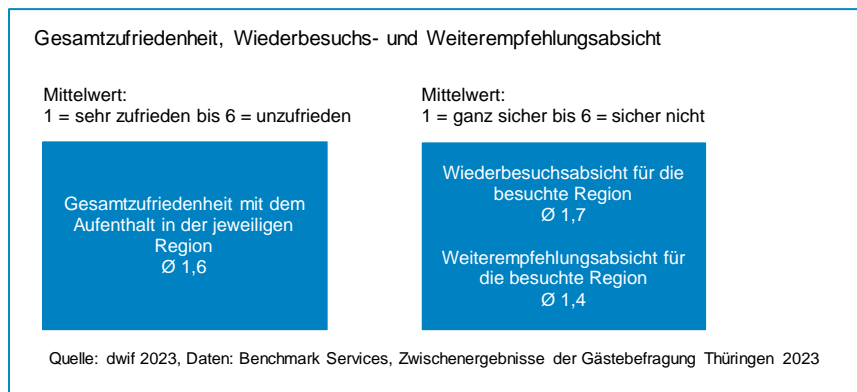 Gesamtzufriedenheit, Wiederbesuchs- und Weiterempfehlungsabsicht
Mittelwert:
1 = sehr zufrieden bis 6 = unzufrieden
Gesamtzufriedenheit mit dem
Aufenthalt in der jeweiligen
Region
Ø 1,6
Mittelwert:
1 = ganz sicher bis 6 = sicher nicht
Wiederbesuchsabsicht für die
besuchte Region
Ø 1,7
Weiterempfehlungsabsicht für
die besuchte Region
Ø 1,4
Quelle: dwif 2023, Daten: Benchmark Services, Zwischenergebnisse der Gästebefragung Thüringen 2023